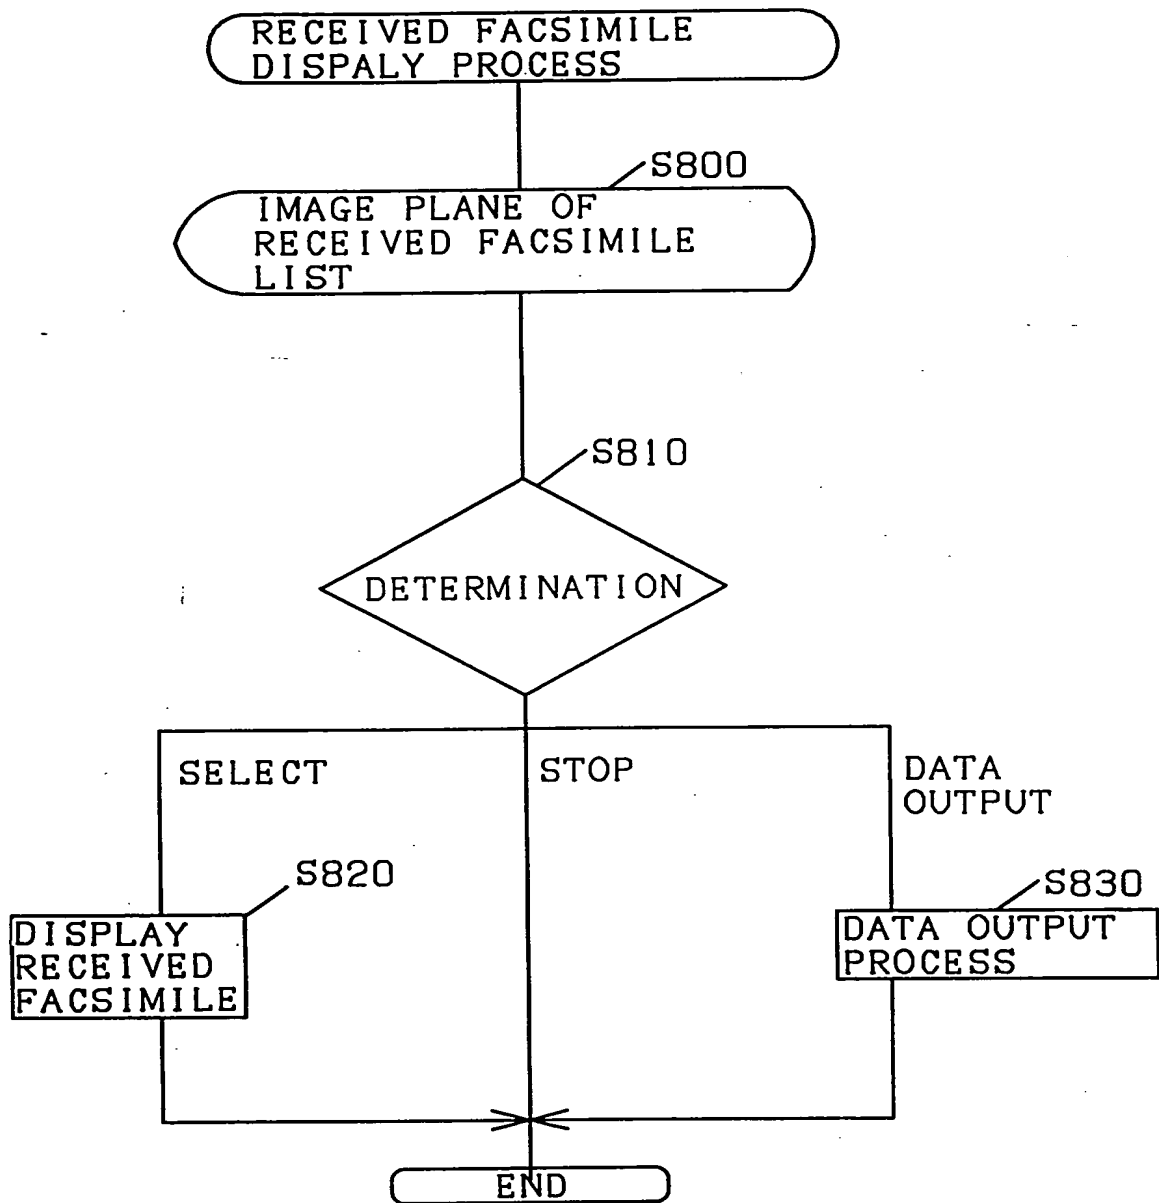 RECEIVED FACSIMILE
DISPALY PROCESS
S800
IMAGE PLANE OF
RECEIVED FACSIMILE
LIST
S810
DETERMINATION
SELECT
STOP
DATA
OUTPUT
S820
S830
DISPLAY
RECEIVED
FACSIMILE
DATA OUTPUT
PROCESS
END